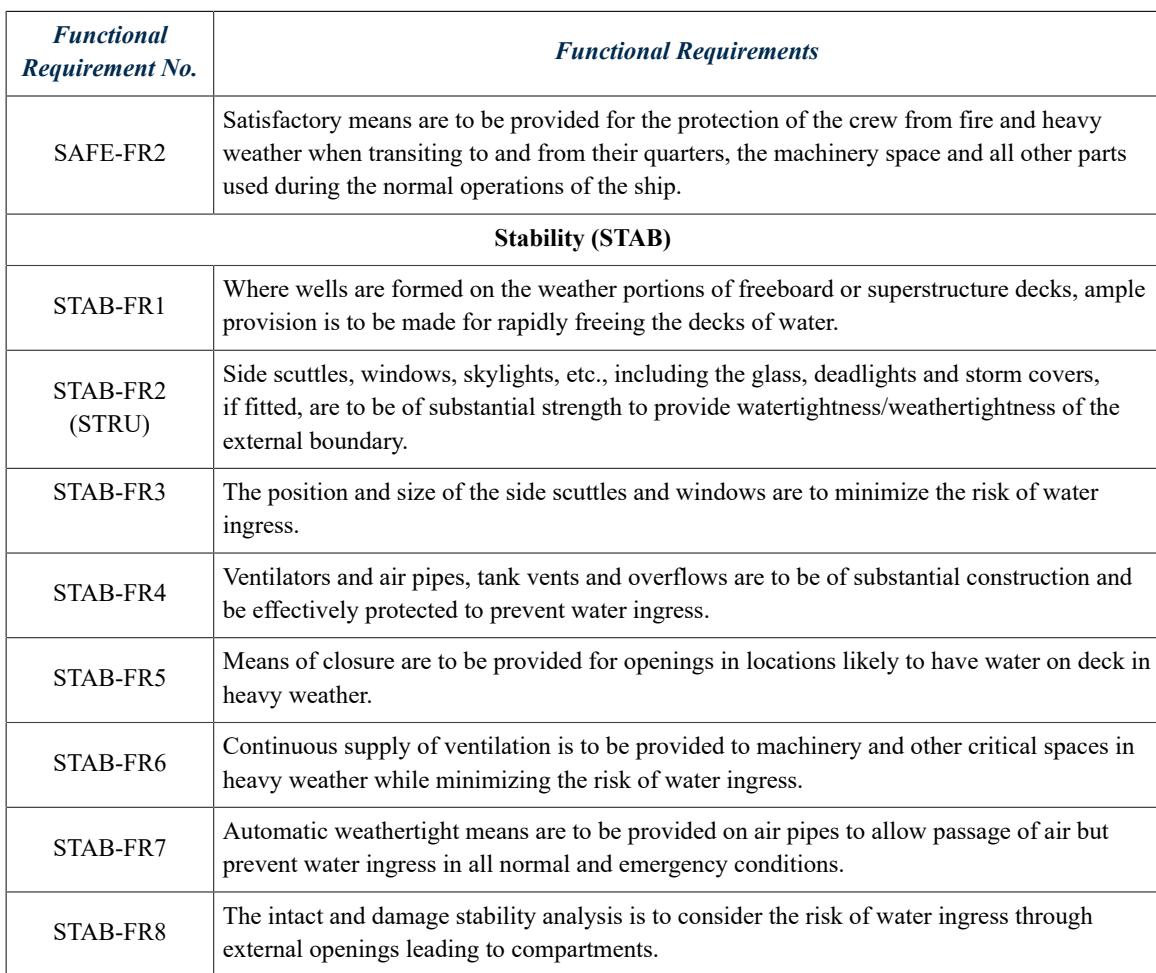 Functional
Requirement No.
Functional Requirements
SAFE-FR2
Satisfactory means are to be provided for the protection of the crew from fire and heavy
weather when transiting to and from their quarters, the machinery space and all other parts
used during the normal operations of the ship.
Stability (STAB)
STAB-FR1
Where wells are formed on the weather portions of freeboard or superstructure decks, ample
provision is to be made for rapidly freeing the decks of water.
STAB-FR2
(STRU)
Side scuttles, windows, skylights, etc., including the glass, deadlights and storm covers,
if fitted, are to be of substantial strength to provide watertightness/weathertightness of the
external boundary.
STAB-FR3
The position and size of the side scuttles and windows are to minimize the risk of water
ingress.
STAB-FR4
Ventilators and air pipes, tank vents and overflows are to be of substantial construction and
be effectively protected to prevent water ingress.
STAB-FR5
Means of closure are to be provided for openings in locations likely to have water on deck in
heavy weather.
STAB-FR6
Continuous supply of ventilation is to be provided to machinery and other critical spaces in
heavy weather while minimizing the risk of water ingress.
STAB-FR7
Automatic weathertight means are to be provided on air pipes to allow passage of air but
prevent water ingress in all normal and emergency conditions.
STAB-FR8
The intact and damage stability analysis is to consider the risk of water ingress through
external openings leading to compartments.